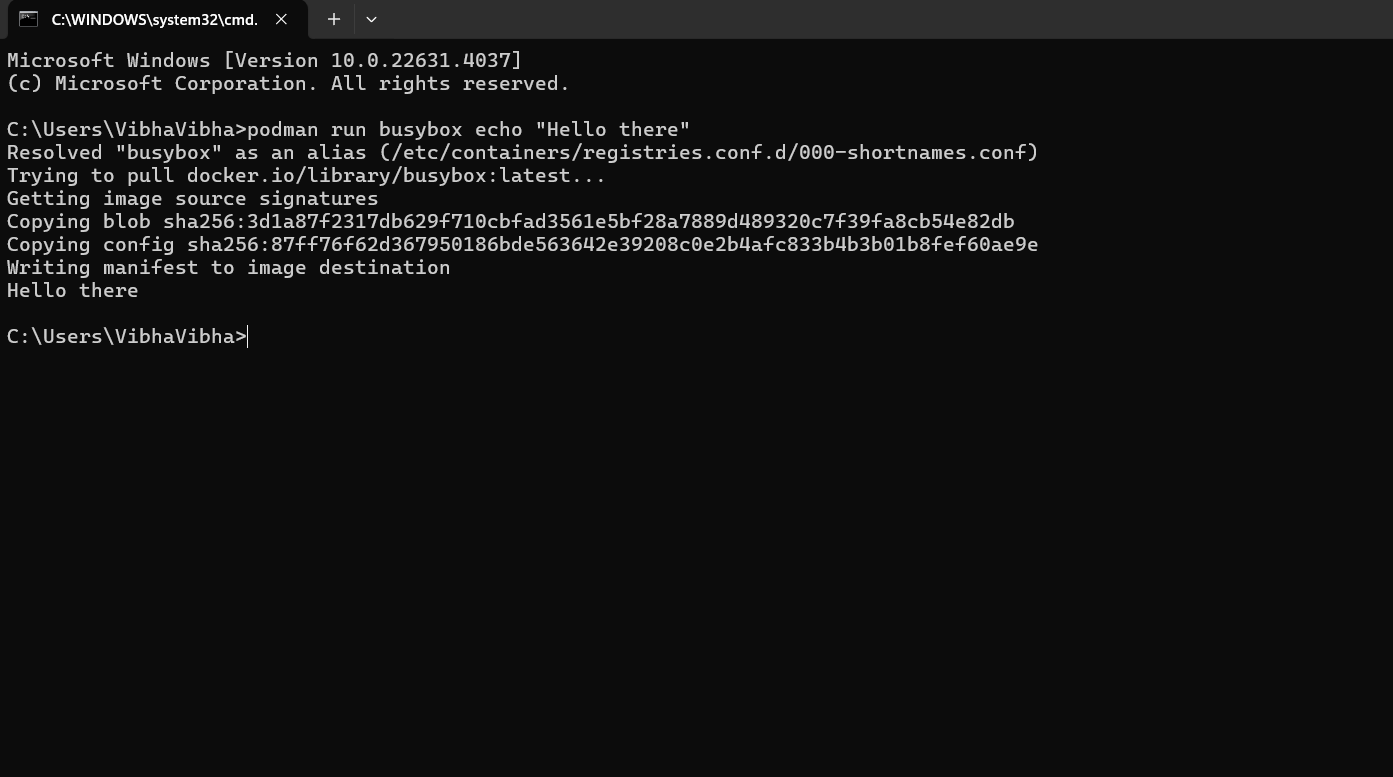 C:\WINDOWS\system32\cmd.
Microsoft Windows [Version 10.0.22631.4037]
(c) Microsoft Corporation. All rights reserved.
C:\Users\VibhaVibha>podman run busybox echo "Hello there"
Resolved "busybox" as an alias (/etc/containers/registries.conf.d/000-shortnames.conf)
Trying to pull docker.io/library/busybox:latest...
Getting image source signatures
Copying blob sha256:3d1a87f2317db629f710cbfad3561e5bf28a7889d489320c7f39fa8cb54e82db
Copying config sha256:87ff76f62d367950186bde563642e39208c0e2b4afc833b4b3b01b8fef60ae9e
Writing manifest to image destination
Hello there
C:\Users\VibhaVibha>